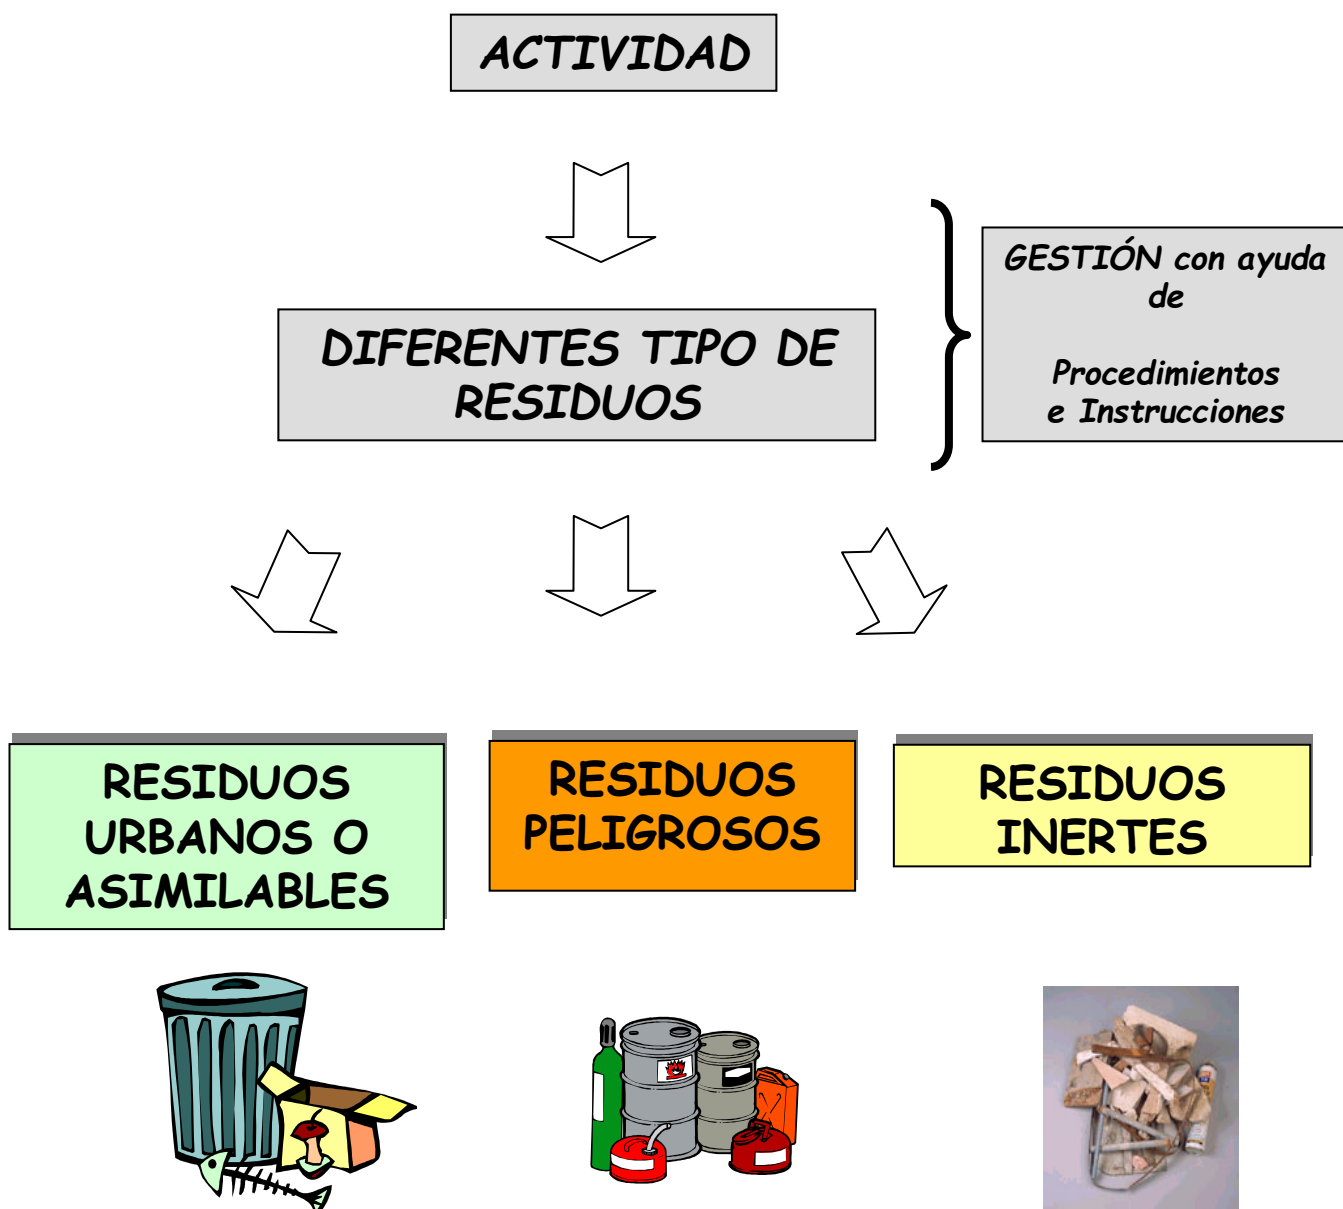 ACTIVIDAD
DIFERENTES TIPO DE
RESIDUOS
GESTIÓN con ayuda
de
Procedimientos
e Instrucciones
RESIDUOS
URBANOS O
ASIMILABLES
RESIDUOS
PELIGROSOS
RESIDUOS
INERTES